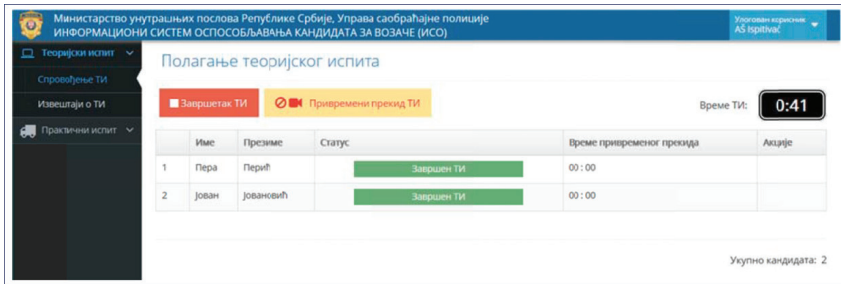 Министарство унутрашњих послова Републике Србије, Управа саобраћајне полиције
ИНФОРМАЦИОНИ СИСТЕМ ОСПОСОБЉАВАЊА КАНДИДАТА ЗА ВОЗАЧЕ (ИСО)
Улогован корисник
AŠ Ispitivač
Теоријски испит
Спровођење ТИ
Извештаји о ТИ
Практични испит
Полагање теоријског испита
Завршетак ТИ
Привремени прекид ТИ
Време ТИ: 0:41
Име Презиме Статус Време привременог прекида Акције
1 Пера Перић Завршен ТИ 00 : 00
2 Јован Јовановић Завршен ТИ 00 : 00
Укупно кандидата: 2